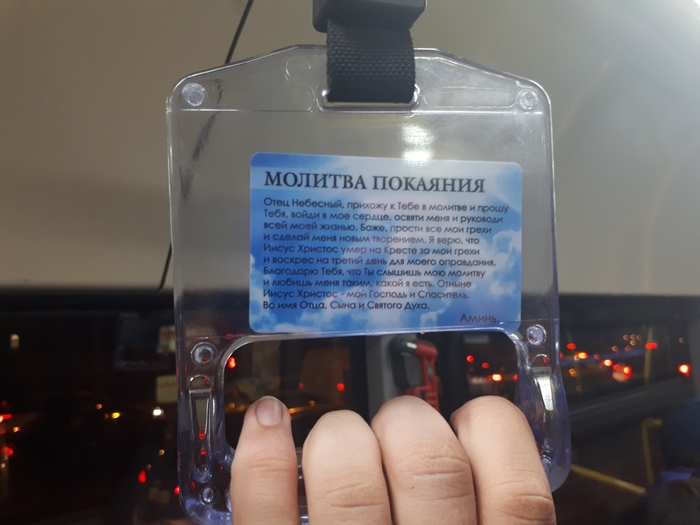 МОЛИТВА ПОКАЯНИЯ
Отец Небесный, прихожу к Тебе в молитве и прошу
Тебя, войди в мое сердце, освяти меня и руководи
всей моей жизнью. Боже, прости все мои грехи
и сделай меня новым творением. Я верю, что
Иисус Христос умер на Кресте за мои грехи
и воскрес на третий день для моего оправдания.
Благодарю Тебя, что Ты слышишь мою молитву
и любишь меня таким, какой я есть. Отныне
Иисус Христос - мой Господь и Спаситель.
Во имя Отца, Сына и Святого Духа.
Аминь.